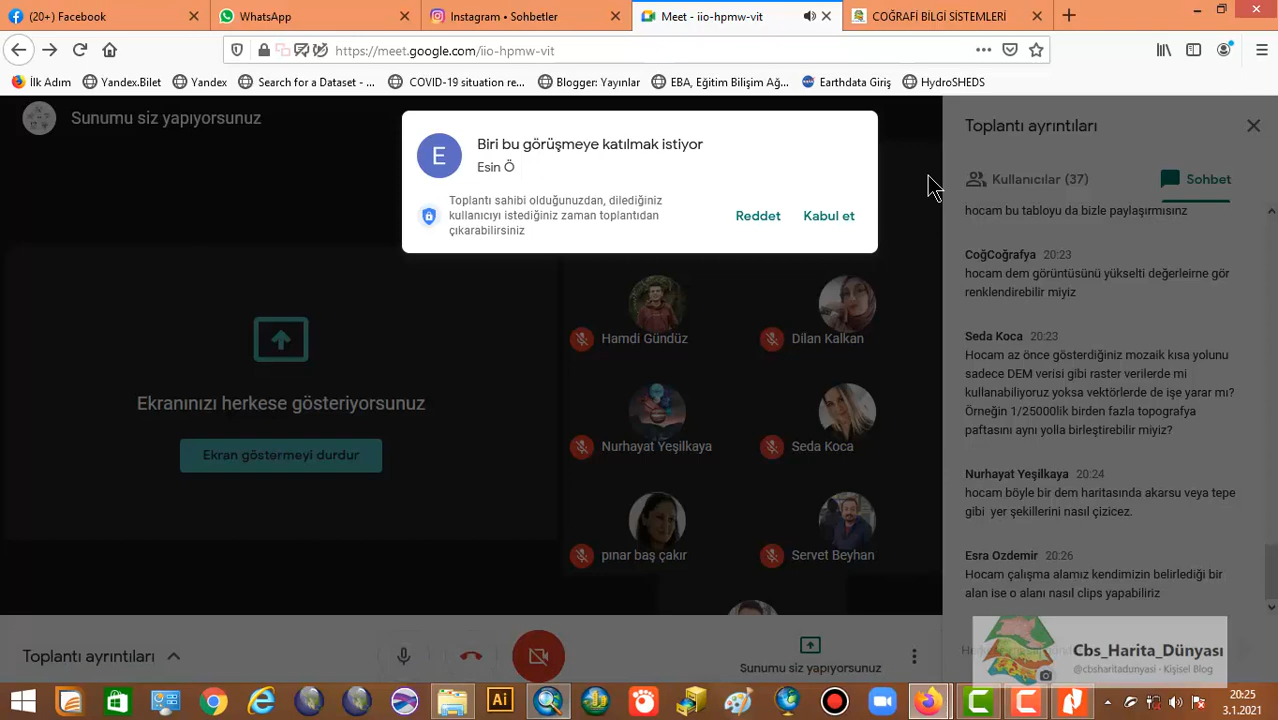 (20+) Facebook
WhatsApp
Instagram • Sohbetler
Meet - iio-hpmw-vit
COĞRAFİ BİLGİ SİSTEMLERİ
https://meet.google.com/iio-hpmw-vit
İlk Adım
Yandex.Bilet
Yandex
Search for a Dataset - ...
COVID-19 situation re...
Blogger: Yayınlar
EBA, Eğitim Bilişim Ağ...
Earthdata Giriş
HydroSHEDS
Sunumu siz yapıyorsunuz
Biri bu görüşmeye katılmak istiyor
E
Esin Ö
Toplantı sahibi olduğunuzdan, dilediğiniz
kullanıcıyı istediğiniz zaman toplantıdan
çıkarabilirsiniz
Reddet
Kabul et
Ekranınızı herkese gösteriyorsunuz
Ekran göstermeyi durdur
Hamdi Gündüz
Dilan Kalkan
Nurhayat Yeşilkaya
Seda Koca
pınar baş çakır
Servet Beyhan
Toplantı ayrıntıları
Kullanıcılar (37)
Sohbet
hocam bu tabloyu da bizle paylaşırmısınız
CoğCoğrafya 20:23
hocam dem görüntüsünü yükselti değerleirne gör
renklendirebilir miyiz
Seda Koca 20:23
Hocam az önce gösterdiğiniz mozaik kısa yolunu
sadece DEM verisi gibi raster verilerde mi
kullanabiliyoruz yoksa vektörlerde de işe yarar mı?
Örneğin 1/25000lik birden fazla topografya
paftasını aynı yolla birleştirebilir miyiz?
Nurhayat Yeşilkaya 20:24
hocam böyle bir dem haritasında akarsu veya tepe
gibi yer şekillerini nasıl çizicez.
Esra Ozdemir 20:26
Hocam çalışma alamız kendimizin belirlediği bir
alan ise o alanı nasıl clips yapabiliriz
Cbs_Harita_Dünyası
@cbsharitadunyasi - Kişisel Blog
Toplantı ayrıntıları
Sunumu siz yapıyorsunuz
Ai
20:25
3.1.2021